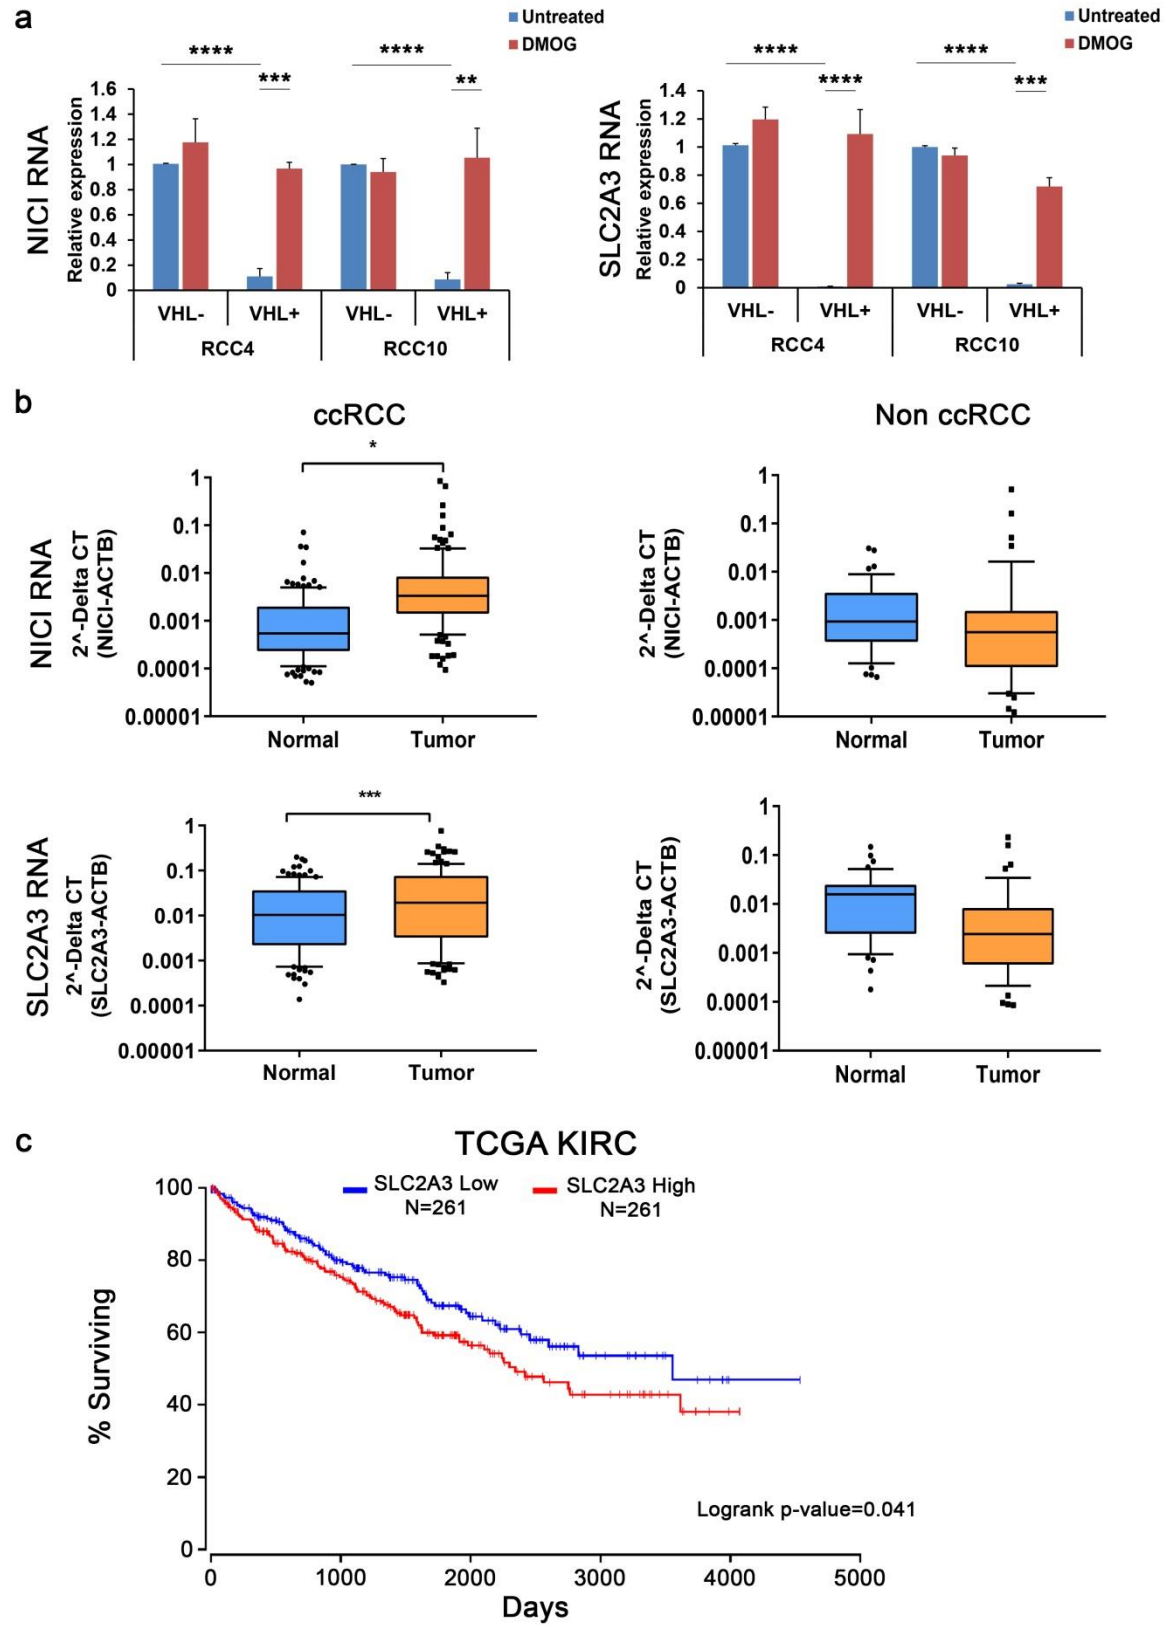 a
Untreated
DMOG
NICI RNA
Relative expression
**** ****
*** **
1.6
1.4
1.2
1
0.8
0.6
0.4
0.2
0
VHL- VHL+ VHL- VHL+
RCC4 RCC10
Untreated
DMOG
SLC2A3 RNA
Relative expression
**** ****
**** ***
1.4
1.2
1
0.8
0.6
0.4
0.2
0
VHL- VHL+ VHL- VHL+
RCC4 RCC10
b
ccRCC
NICI RNA
2^-Delta CT
(NICI-ACTB)
*
1
0.1
0.01
0.001
0.0001
0.00001
Normal Tumor
Non ccRCC
2^-Delta CT
(NICI-ACTB)
1
0.1
0.01
0.001
0.0001
0.00001
Normal Tumor
SLC2A3 RNA
2^-Delta CT
(SLC2A3-ACTB)
***
1
0.1
0.01
0.001
0.0001
0.00001
Normal Tumor
2^-Delta CT
(SLC2A3-ACTB)
1
0.1
0.01
0.001
0.0001
0.00001
Normal Tumor
c
TCGA KIRC
SLC2A3 Low
N=261
SLC2A3 High
N=261
% Surviving
100
80
60
40
20
0
Logrank p-value=0.041
0 1000 2000 3000 4000 5000
Days